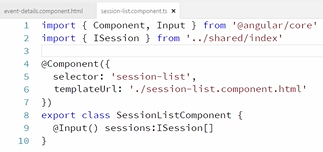 event-details.component.html session-list.component.ts
1 import { Component, Input } from '@angular/core'
2 import { ISession } from '../shared/index'
3
4 @Component({
5   selector: 'session-list',
6   templateUrl: './session-list.component.html'
7 })
8 export class SessionListComponent {
9   @Input() sessions:ISession[]
10 }